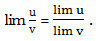 lim u/v = lim u / lim v .